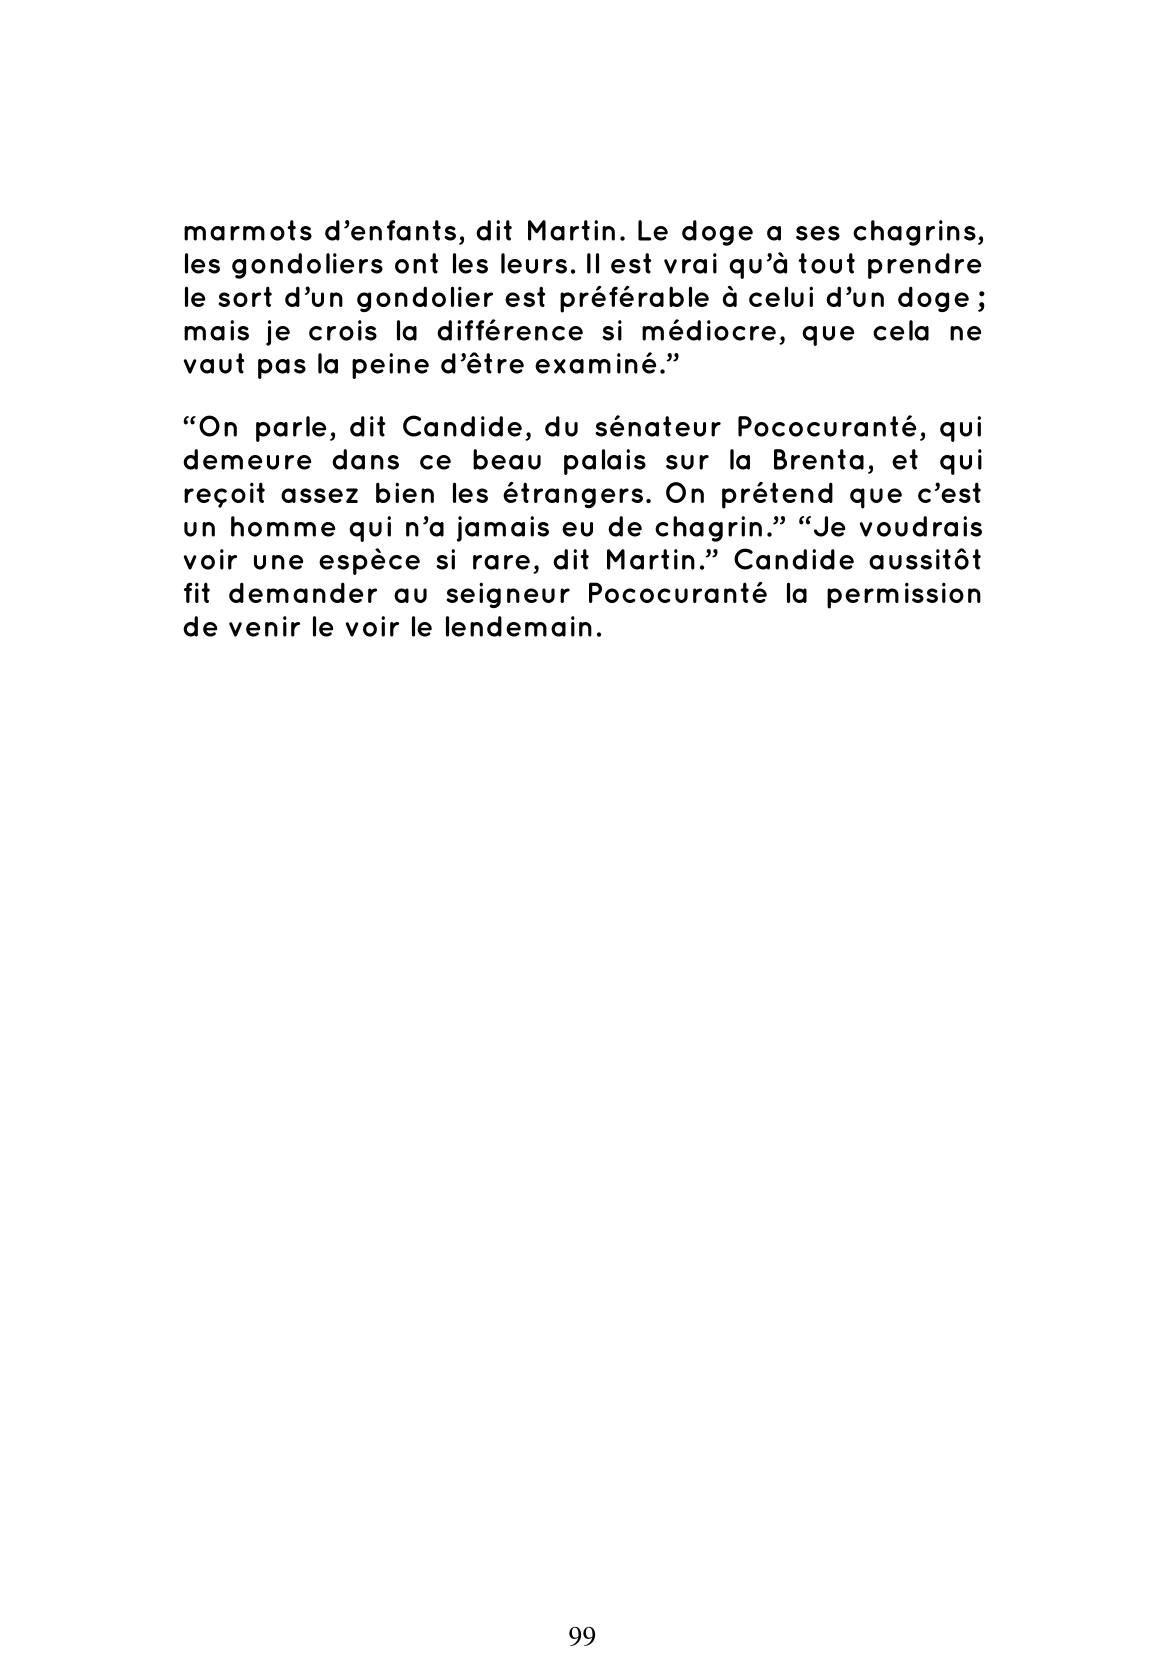 marmots d’enfants, dit Martin. Le doge a ses chagrins,
les gondoliers ont les leurs. Il est vrai qu’à tout prendre
le sort d’un gondolier est préférable à celui d’un doge ;
mais je crois la différence si médiocre, que cela ne
vaut pas la peine d’être examiné.”
“On parle, dit Candide, du sénateur Pococuranté, qui
demeure dans ce beau palais sur la Brenta, et qui
reçoit assez bien les étrangers. On prétend que c’est
un homme qui n’a jamais eu de chagrin.” “Je voudrais
voir une espèce si rare, dit Martin.” Candide aussitôt
fit demander au seigneur Pococuranté la permission
de venir le voir le lendemain.
99